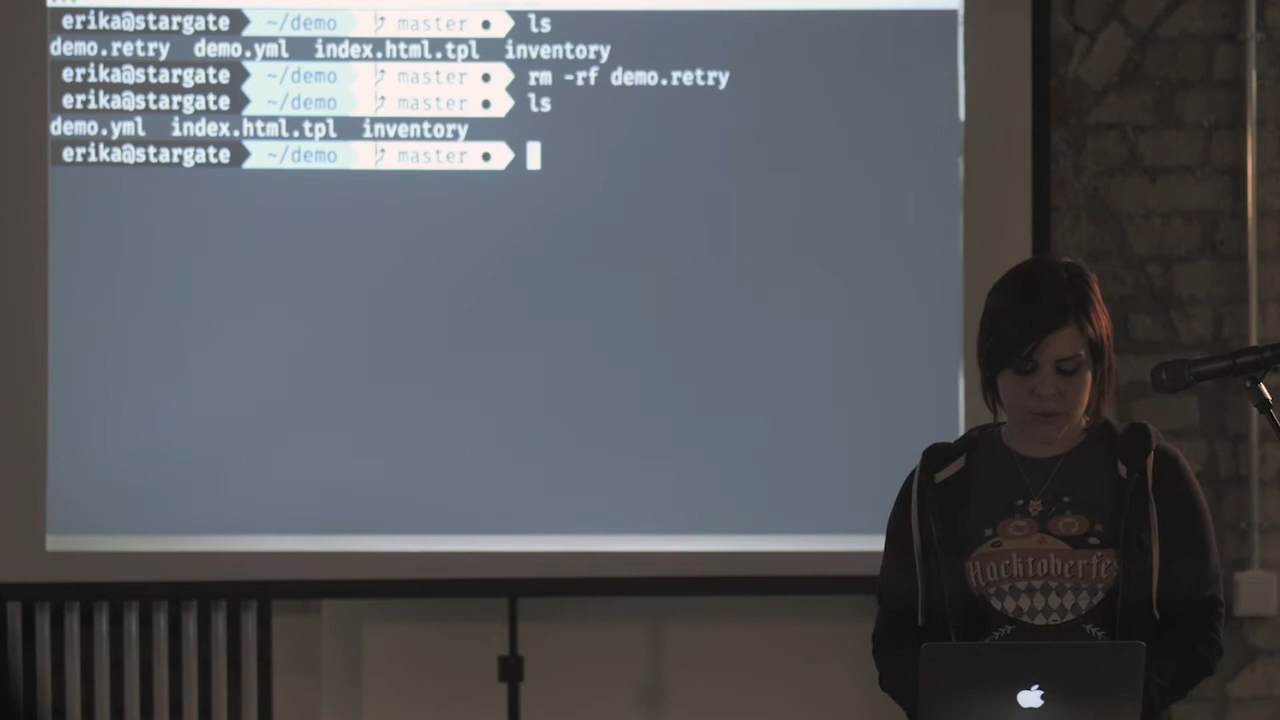 erika@stargate ~/demo master ● ls
demo.retry demo.yml index.html.tpl inventory
erika@stargate ~/demo master ● rm -rf demo.retry
erika@stargate ~/demo master ● ls
demo.yml index.html.tpl inventory
erika@stargate ~/demo master ●
Hacktoberfe